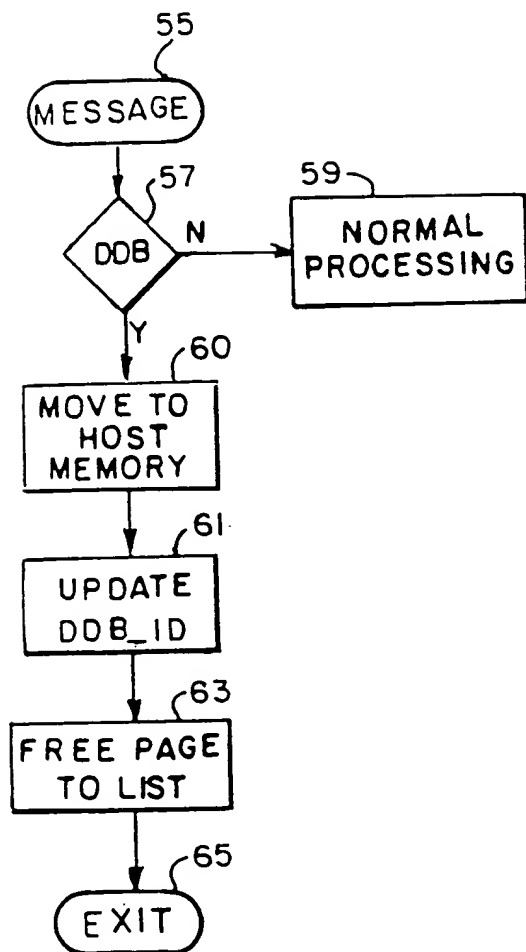 55
MESSAGE
57
DDB
N
Y
59
NORMAL
PROCESSING
60
MOVE TO
HOST
MEMORY
61
UPDATE
DDB_ID
63
FREE PAGE
TO LIST
65
EXIT